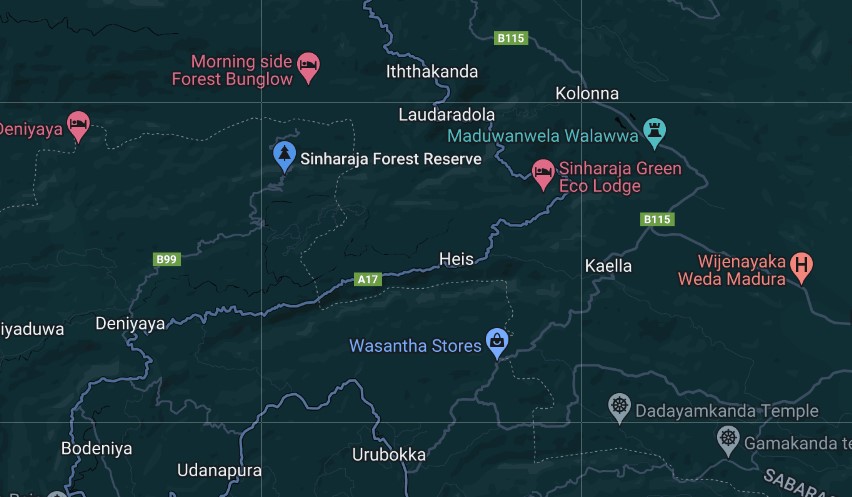 B115
Morning side
Forest Bunglow
Iththakanda
Kolonna
Laudaradola
Deniyaya
Maduwanwela Walawwa
Sinharaja Forest Reserve
Sinharaja Green
Eco Lodge
B115
B99
Heis
Kaella
Wijenayaka
Weda Madura
A17
Deniyaya
iyaduwa
Wasantha Stores
Dadayamkanda Temple
Gamakanda te
Bodeniya
Urubokka
Udanapura
SABARA